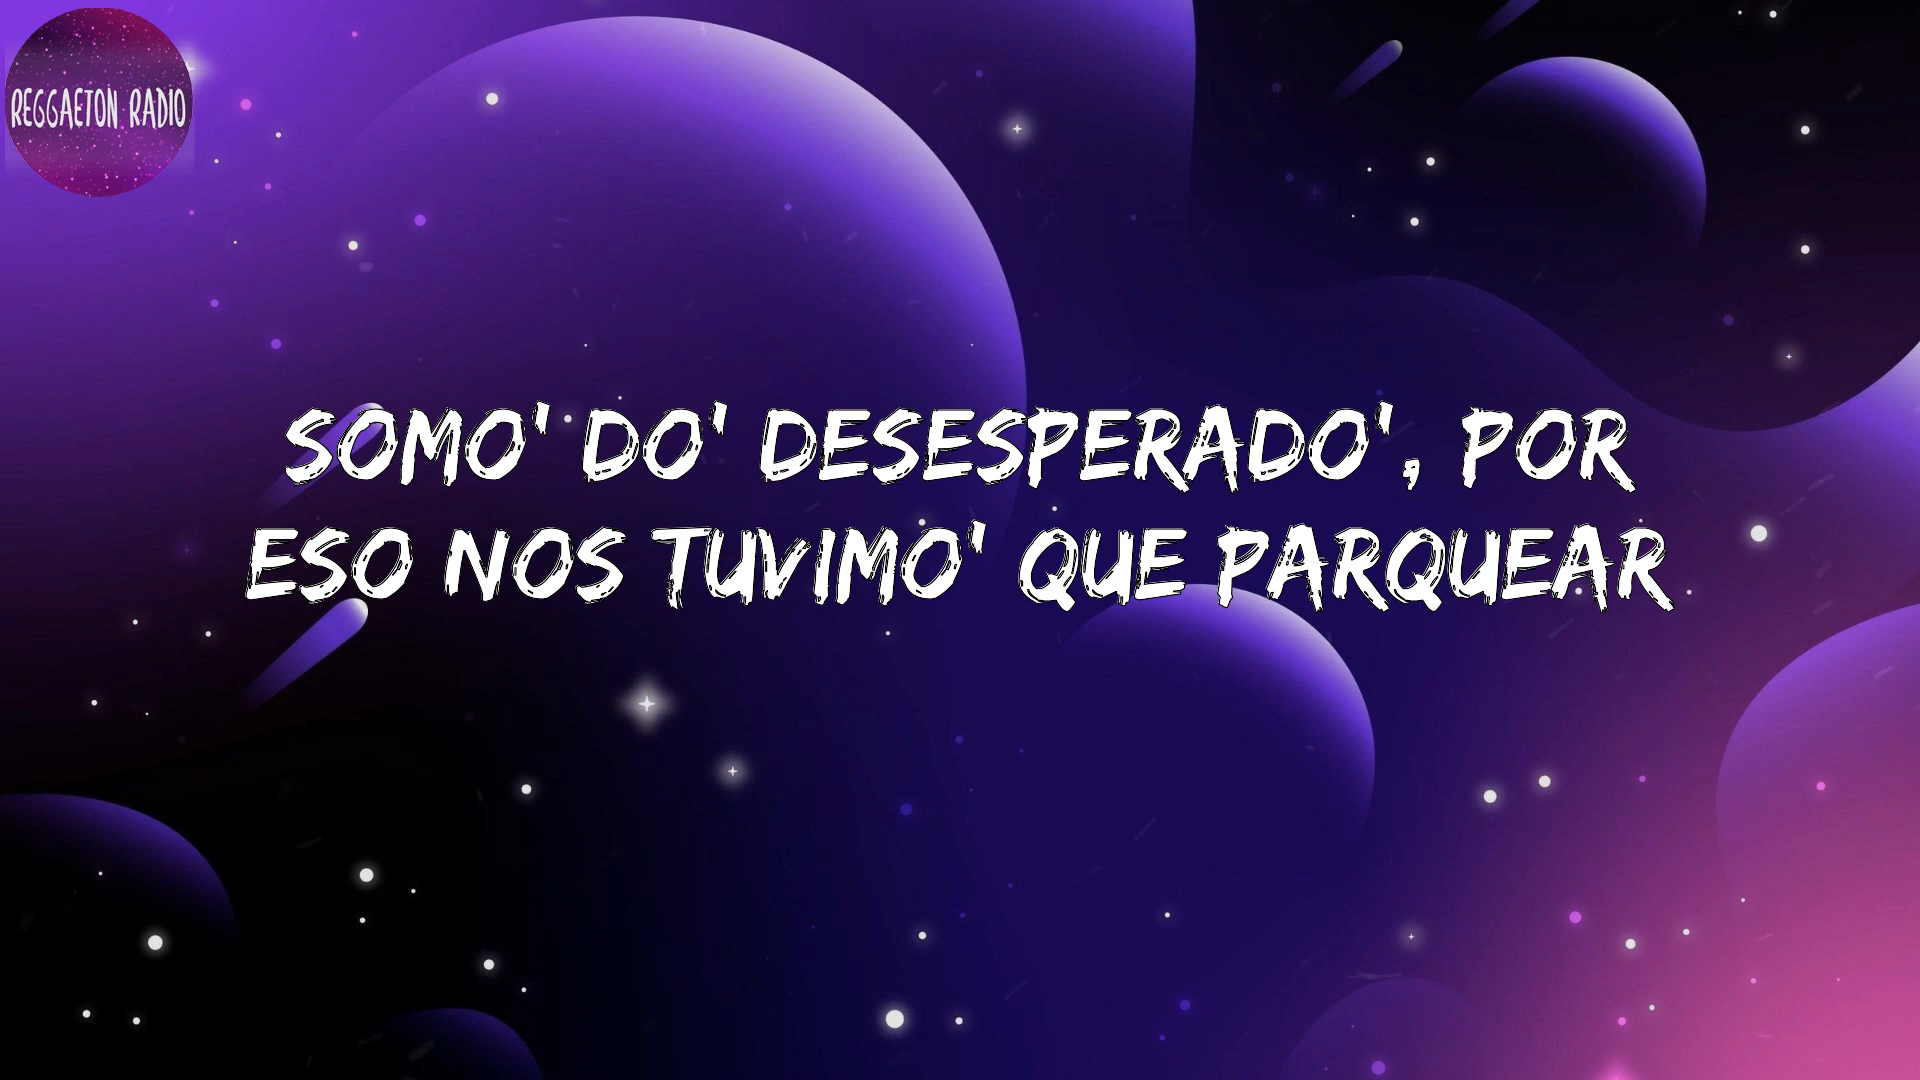 REGGAETON RADIO
SOMO' DO' DESESPERADO', POR
ESO NOS TUVIMO' QUE PARQUEAR